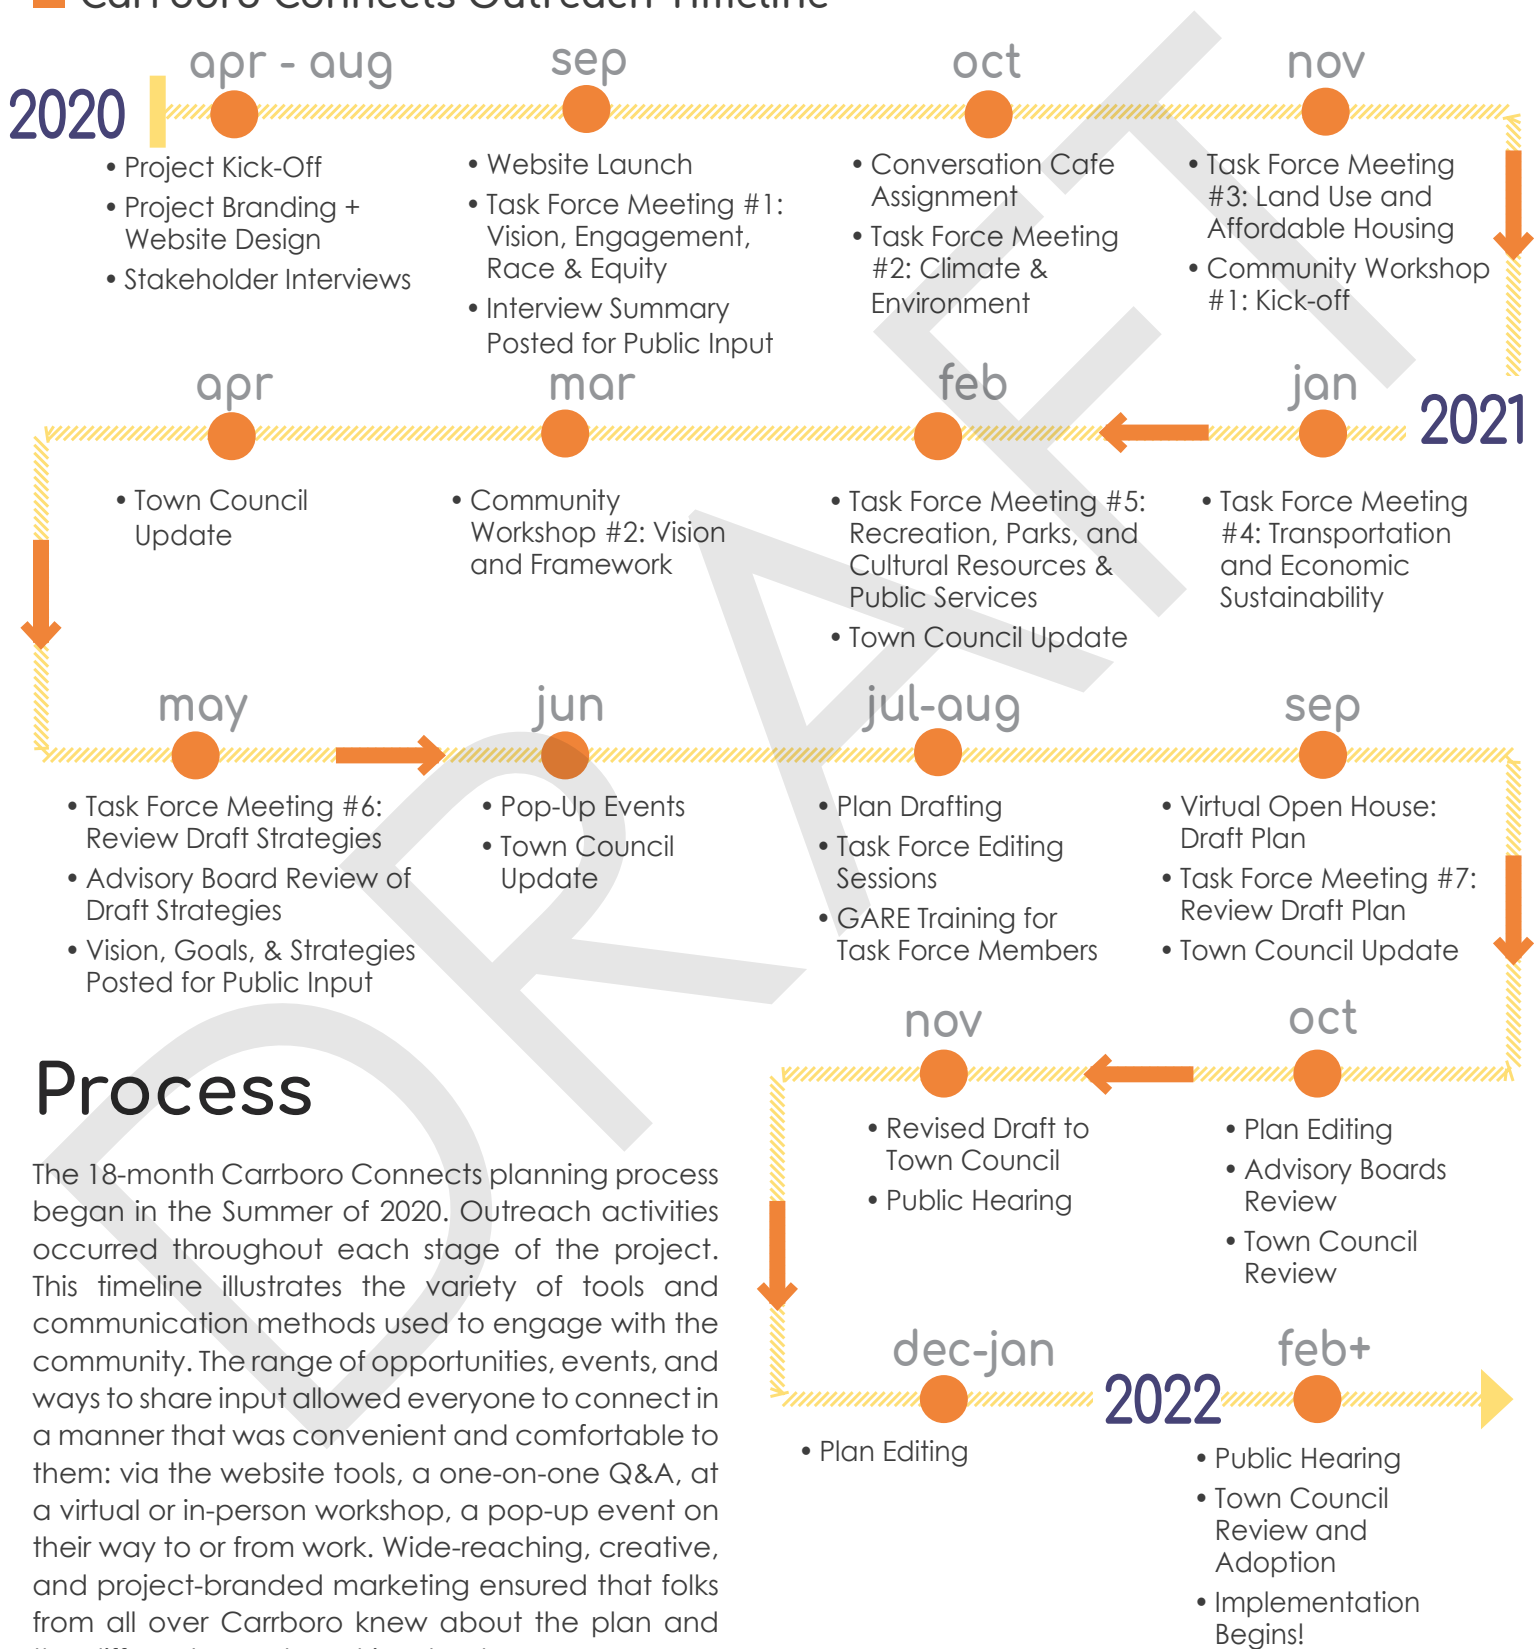 Carrboro Connects Outreach Timeline
2020
apr - aug
• Project Kick-Off
• Project Branding +
Website Design
• Stakeholder Interviews
sep
• Website Launch
• Task Force Meeting #1:
Vision, Engagement,
Race & Equity
• Interview Summary
Posted for Public Input
oct
• Conversation Cafe
Assignment
• Task Force Meeting
#2: Climate &
Environment
nov
• Task Force Meeting
#3: Land Use and
Affordable Housing
• Community Workshop
#1: Kick-off
2021
jan
• Task Force Meeting
#4: Transportation
and Economic
Sustainability
feb
• Task Force Meeting #5:
Recreation, Parks, and
Cultural Resources &
Public Services
• Town Council Update
mar
• Community
Workshop #2: Vision
and Framework
apr
• Town Council
Update
may
• Task Force Meeting #6:
Review Draft Strategies
• Advisory Board Review of
Draft Strategies
• Vision, Goals, & Strategies
Posted for Public Input
jun
• Pop-Up Events
• Town Council
Update
jul-aug
• Plan Drafting
• Task Force Editing
Sessions
• GARE Training for
Task Force Members
sep
• Virtual Open House:
Draft Plan
• Task Force Meeting #7:
Review Draft Plan
• Town Council Update
oct
• Plan Editing
• Advisory Boards
Review
• Town Council
Review
nov
• Revised Draft to
Town Council
• Public Hearing
dec-jan
• Plan Editing
2022
feb+
• Public Hearing
• Town Council
Review and
Adoption
• Implementation
Begins!
Process
The 18-month Carrboro Connects planning process
began in the Summer of 2020. Outreach activities
occurred throughout each stage of the project.
This timeline illustrates the variety of tools and
communication methods used to engage with the
community. The range of opportunities, events, and
ways to share input allowed everyone to connect in
a manner that was convenient and comfortable to
them: via the website tools, a one-on-one Q&A, at
a virtual or in-person workshop, a pop-up event on
their way to or from work. Wide-reaching, creative,
and project-branded marketing ensured that folks
from all over Carrboro knew about the plan and
DRAFT